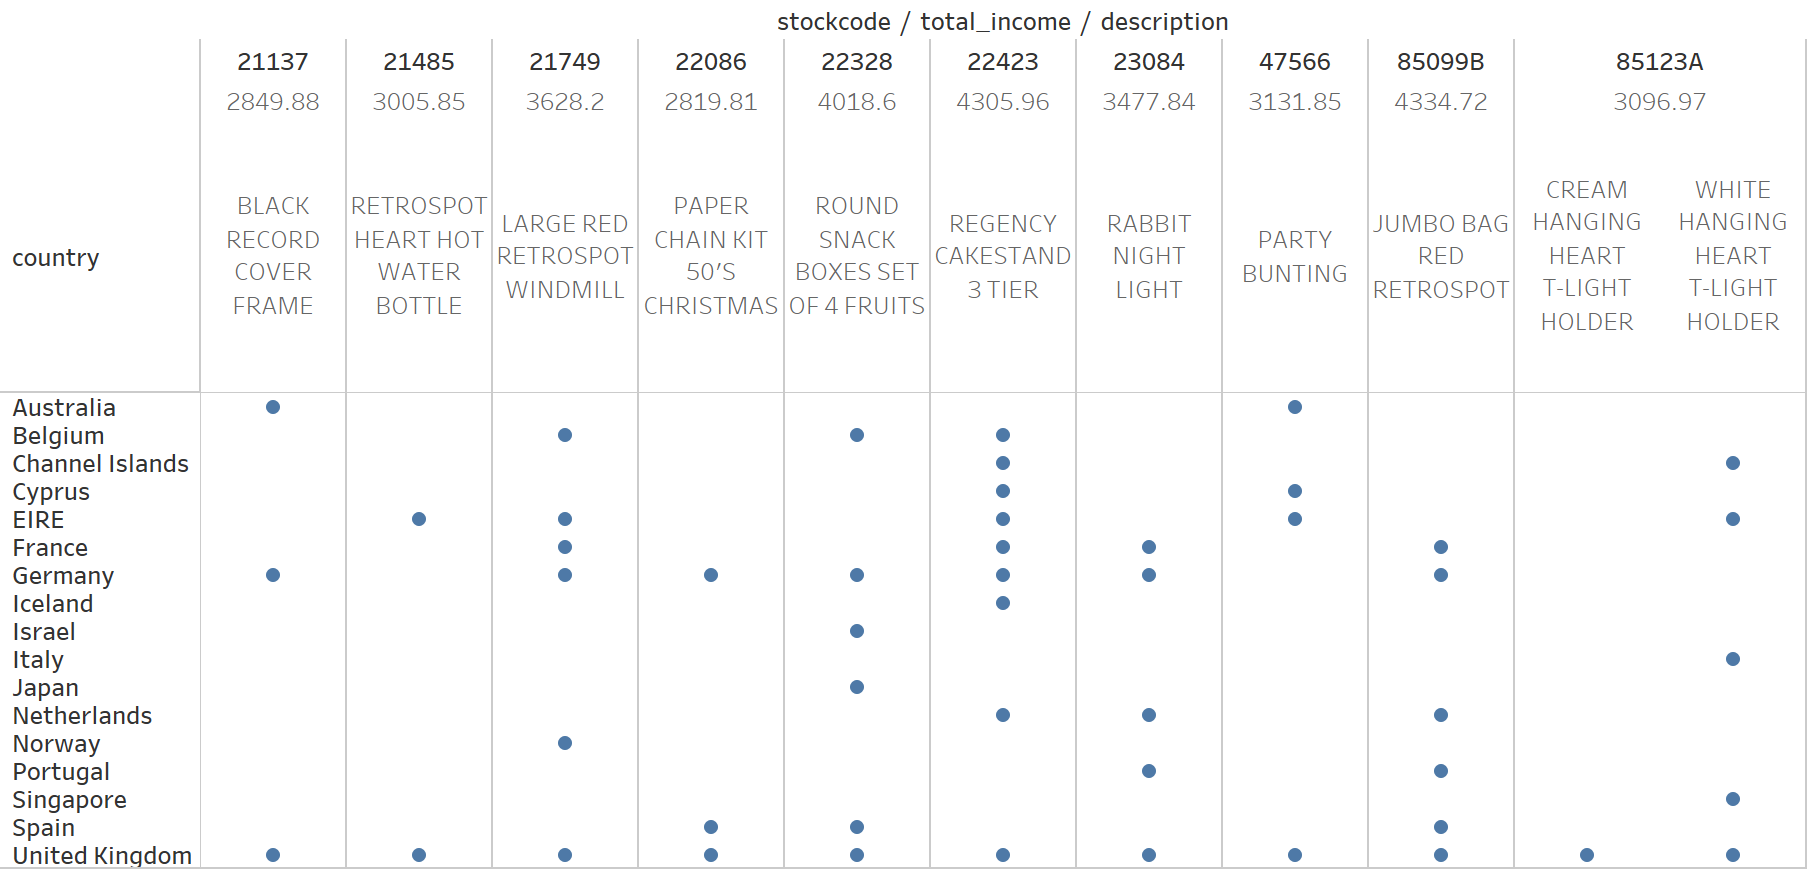 stockcode / total_income / description
21137 21485 21749 22086 22328 22423 23084 47566 85099B 85123A
2849.88 3005.85 3628.2 2819.81 4018.6 4305.96 3477.84 3131.85 4334.72 3096.97
country
BLACK
RECORD
COVER
FRAME
RETROSPOT
HEART HOT
WATER
BOTTLE
LARGE RED
RETROSPOT
WINDMILL
PAPER
CHAIN KIT
50'S
CHRISTMAS
ROUND
SNACK
BOXES SET
OF 4 FRUITS
REGENCY
CAKESTAND
3 TIER
RABBIT
NIGHT
LIGHT
PARTY
BUNTING
JUMBO BAG
RED
RETROSPOT
CREAM
HANGING
HEART
T-LIGHT
HOLDER
WHITE
HANGING
HEART
T-LIGHT
HOLDER
Australia
Belgium
Channel Islands
Cyprus
EIRE
France
Germany
Iceland
Israel
Italy
Japan
Netherlands
Norway
Portugal
Singapore
Spain
United Kingdom